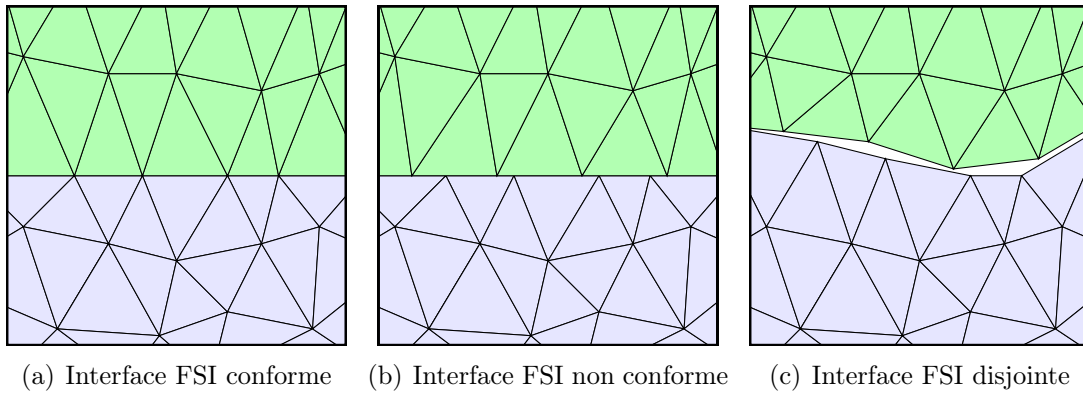 (a) Interface FSI conforme
(b) Interface FSI non conforme
(c) Interface FSI disjointe